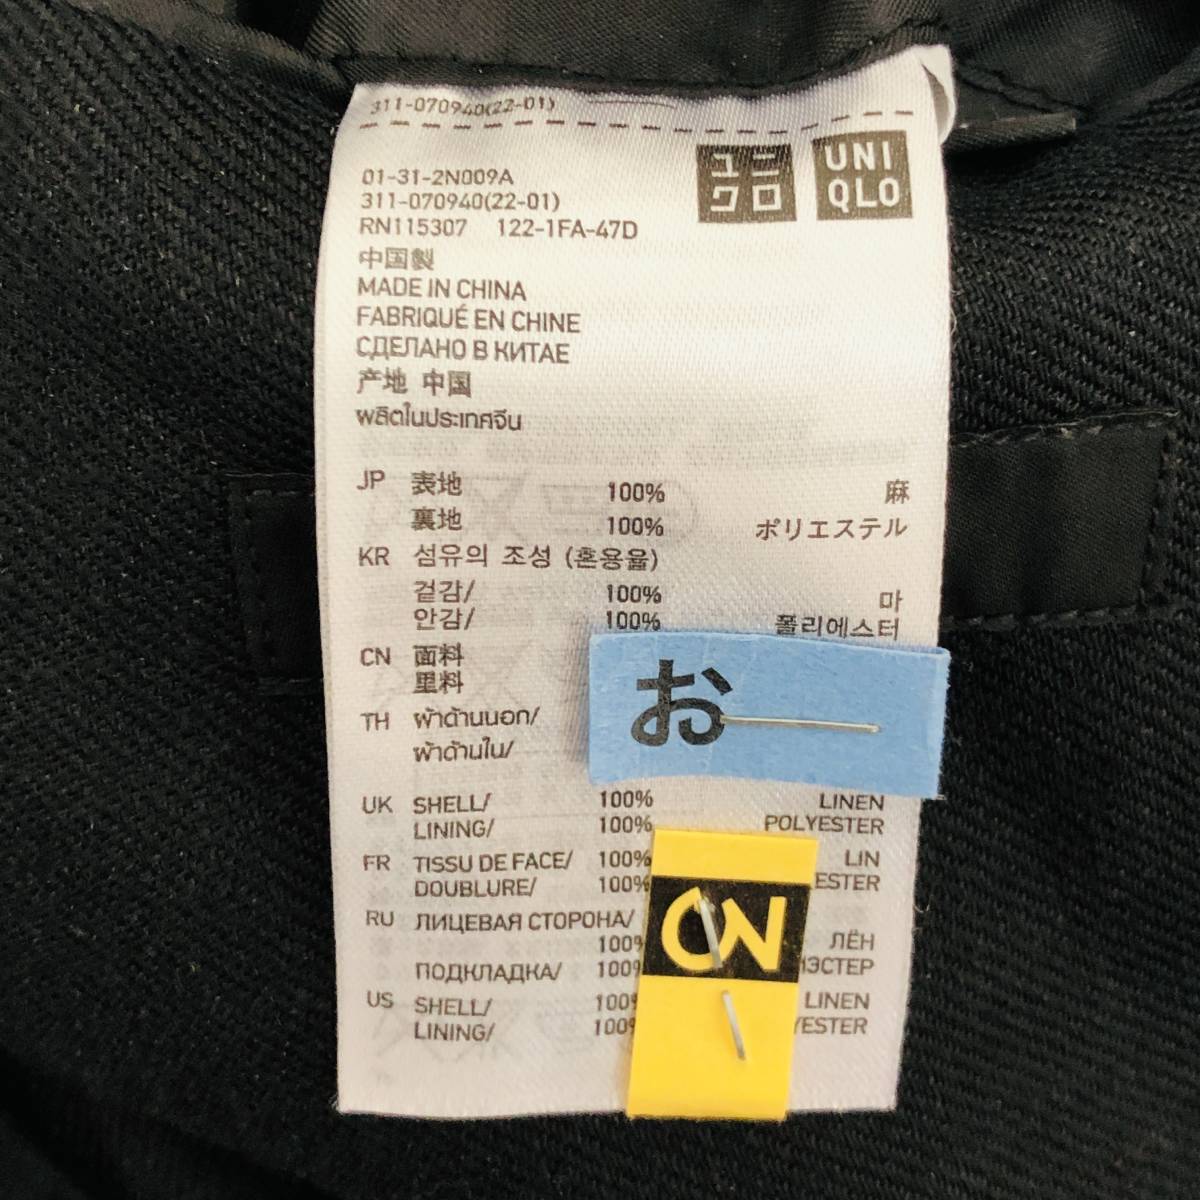 311-070940(22-01)
01-31-2N009A
311-070940(22-01)
RN115307 122-1FA-47D
ユニ
クロ
UNI
QLO
中国製
MADE IN CHINA
FABRIQUÉ EN CHINE
СДЕЛАНО В КИТАЕ
产地 中国
ผลิตในประเทศจีน
JP 表地 100% 麻
裏地 100% ポリエステル
KR 섬유의 조성 (혼용율)
겉감/ 100% 마
안감/ 100% 폴리에스터
CN 面料
里料
お
TH ผ้าด้านนอก/
ผ้าด้านใน/
UK SHELL/ 100% LINEN
LINING/ 100% POLYESTER
FR TISSU DE FACE/ 100% LIN
DOUBLURE/ 100% ESTER
RU ЛИЦЕВАЯ СТОРОНА/
100% ЛЁН
ПОДКЛАДКА/ 100% ИЭСТЕР
US SHELL/ 100% LINEN
LINING/ 100% YESTER
ON